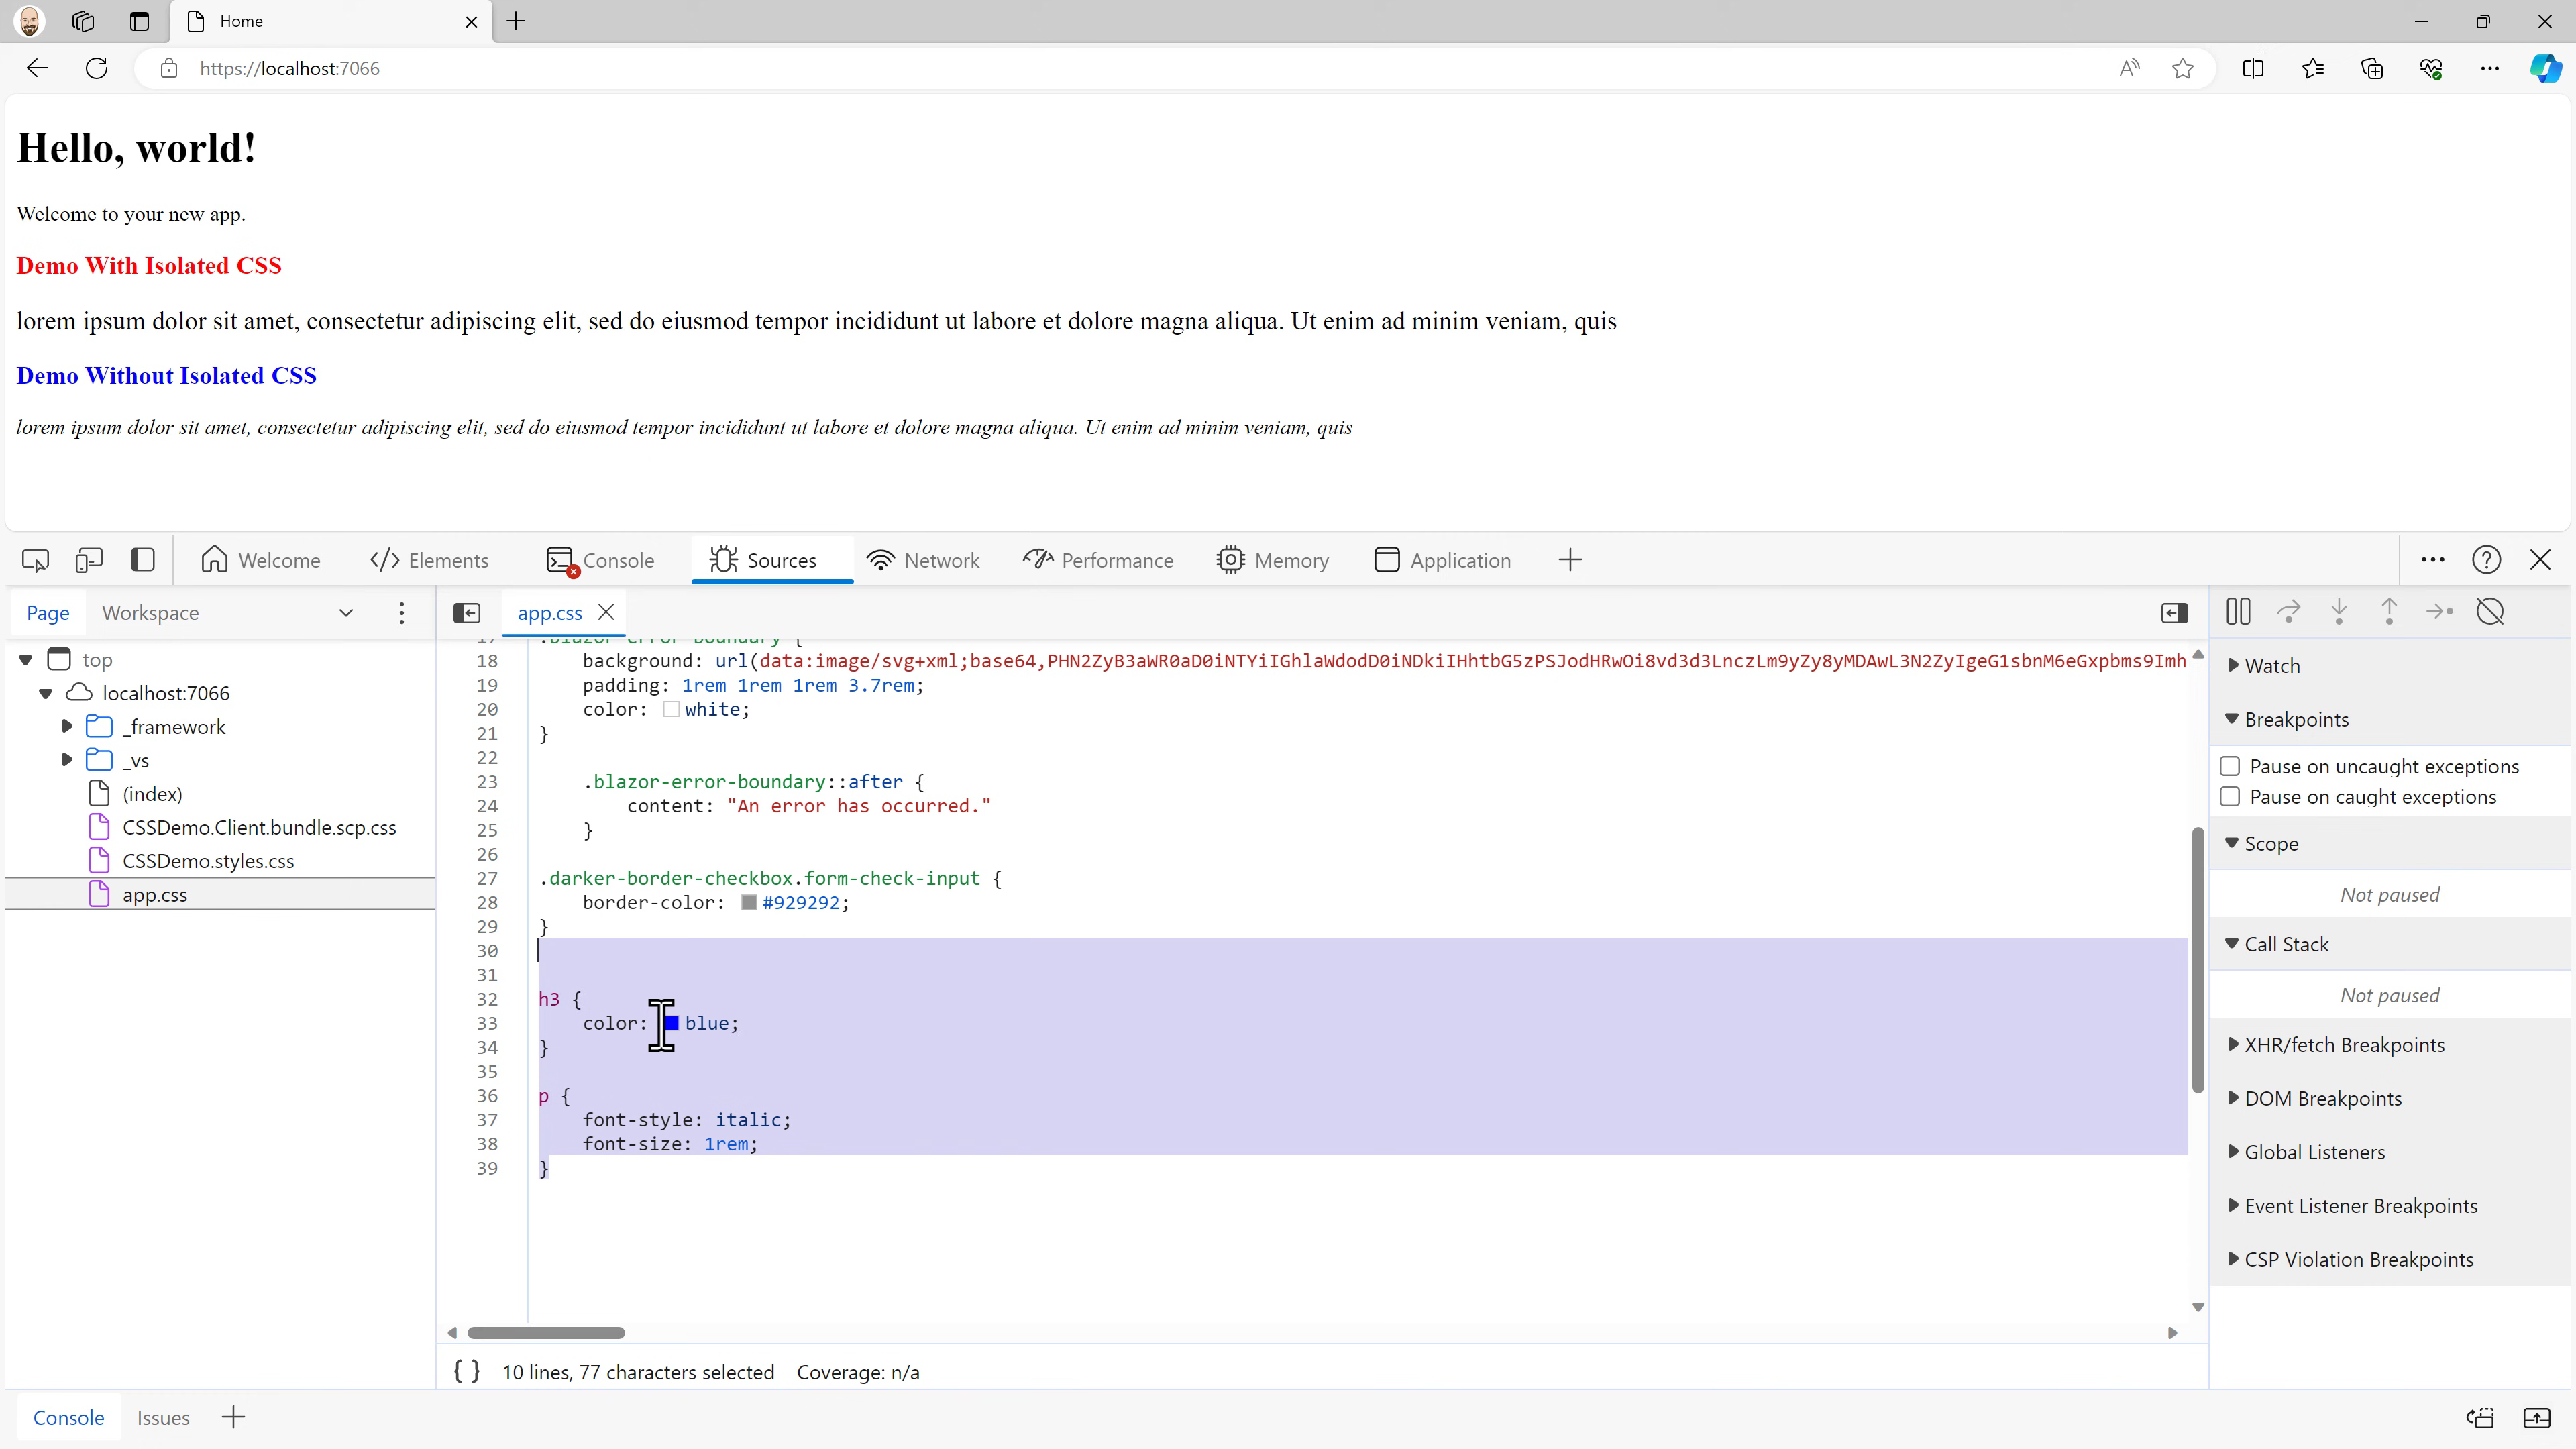 Home
https://localhost:7066
Hello, world!
Welcome to your new app.
Demo With Isolated CSS
lorem ipsum dolor sit amet, consectetur adipiscing elit, sed do eiusmod tempor incididunt ut labore et dolore magna aliqua. Ut enim ad minim veniam, quis
Demo Without Isolated CSS
lorem ipsum dolor sit amet, consectetur adipiscing elit, sed do eiusmod tempor incididunt ut labore et dolore magna aliqua. Ut enim ad minim veniam, quis
Welcome </> Elements Console Sources Network Performance Memory Application
Page Workspace
top
localhost:7066
_framework
_vs
(index)
CSSDemo.Client.bundle.scp.css
CSSDemo.styles.css
app.css
app.css
17 .blazor-error-boundary {
18 background: url(data:image/svg+xml;base64,PHN2ZyB3aWR0aD0iNTYiIGhlaWdodD0iNDkiIHhtbG5zPSJodHRwOi8vd3d3LnczLm9yZy8yMDAwL3N2ZyIgeG1sbnM6eGxpbms9Imh
19 padding: 1rem 1rem 1rem 3.7rem;
20 color: white;
21 }
22
23 .blazor-error-boundary::after {
24 content: "An error has occurred."
25 }
26
27 .darker-border-checkbox.form-check-input {
28 border-color: #929292;
29 }
30
31
32 h3 {
33 color: blue;
34 }
35
36 p {
37 font-style: italic;
38 font-size: 1rem;
39 }
{ } 10 lines, 77 characters selected Coverage: n/a
Watch
Breakpoints
Pause on uncaught exceptions
Pause on caught exceptions
Scope
Not paused
Call Stack
Not paused
XHR/fetch Breakpoints
DOM Breakpoints
Global Listeners
Event Listener Breakpoints
CSP Violation Breakpoints
Console Issues